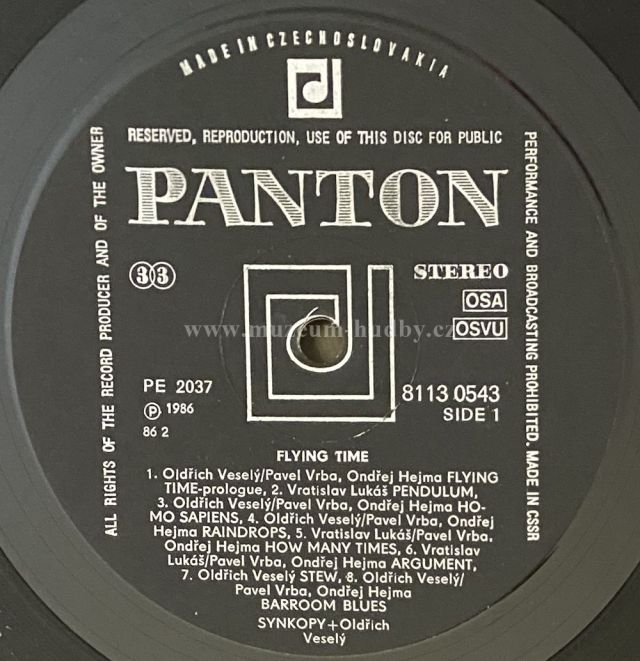 MADE IN CZECHOSLOVAKIA
RESERVED, REPRODUCTION, USE OF THIS DISC FOR PUBLIC
ALL RIGHTS OF THE RECORD PRODUCER AND OF THE OWNER
PERFORMANCE AND BROADCASTING PROHIBITED. MADE IN CSSR
PANTON
33
STEREO
OSA
OSVU
www.muzeum-hudby.cz
PE 2037
Ⓟ 1986
86 2
8113 0543
SIDE 1
FLYING TIME
1. Oldřich Veselý/Pavel Vrba, Ondřej Hejma FLYING
TIME-prologue, 2. Vratislav Lukáš PENDULUM,
3. Oldřich Veselý/Pavel Vrba, Ondřej Hejma HO-
MO SAPIENS, 4. Oldřich Veselý/Pavel Vrba, Ondřej
Hejma RAINDROPS, 5. Vratislav Lukáš/Pavel Vrba,
Ondřej Hejma HOW MANY TIMES, 6. Vratislav
Lukáš/Pavel Vrba, Ondřej Hejma ARGUMENT,
7. Oldřich Veselý STEW, 8. Oldřich Veselý/
Pavel Vrba, Ondřej Hejma
BARROOM BLUES
SYNKOPY+Oldřich
Veselý